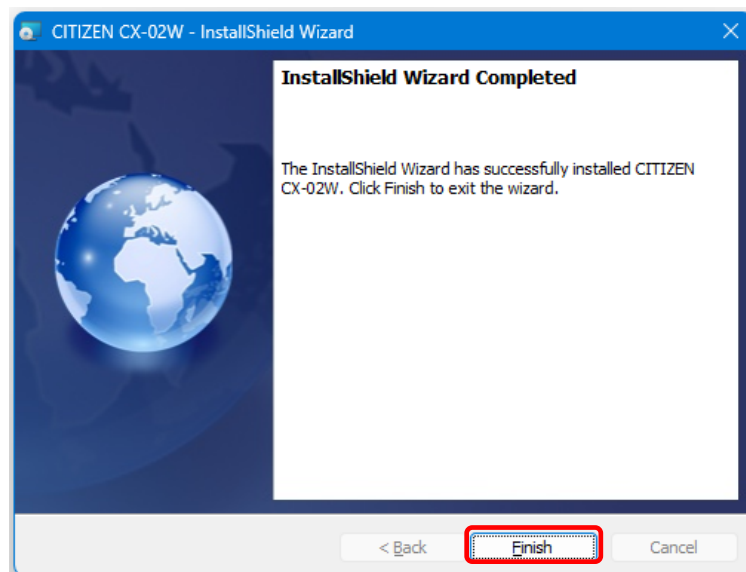 CITIZEN CX-02W - InstallShield Wizard
InstallShield Wizard Completed
The InstallShield Wizard has successfully installed CITIZEN
CX-02W. Click Finish to exit the wizard.
< Back
Finish
Cancel